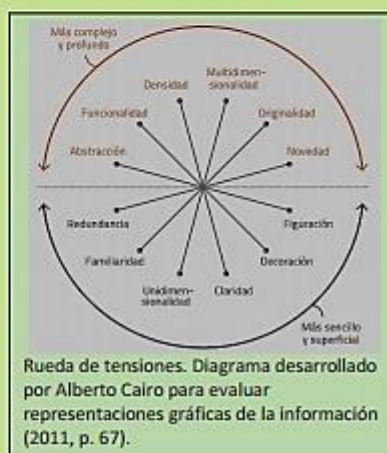 Más complejo
y profundo
Multidimen-
sionalidad
Densidad
Funcionalidad
Originalidad
Abstracción
Novedad
Redundancia
Figuración
Familiaridad
Decoración
Unidimen-
sionalidad
Claridad
Más sencillo
y superficial
Rueda de tensiones. Diagrama desarrollado
por Alberto Cairo para evaluar
representaciones gráficas de la información
(2011, p. 67).